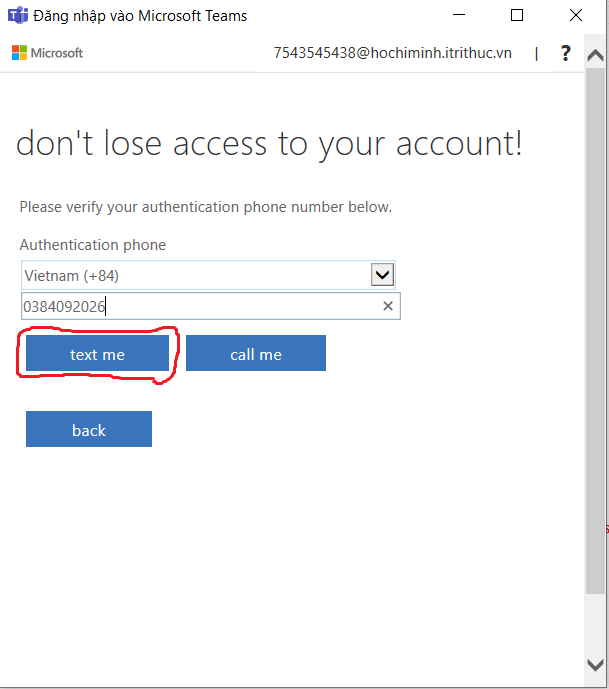 Đăng nhập vào Microsoft Teams
Microsoft 7543545438@hochiminh.itrithuc.vn | ?
don't lose access to your account!
Please verify your authentication phone number below.
Authentication phone
Vietnam (+84)
0384092026
text me call me
back